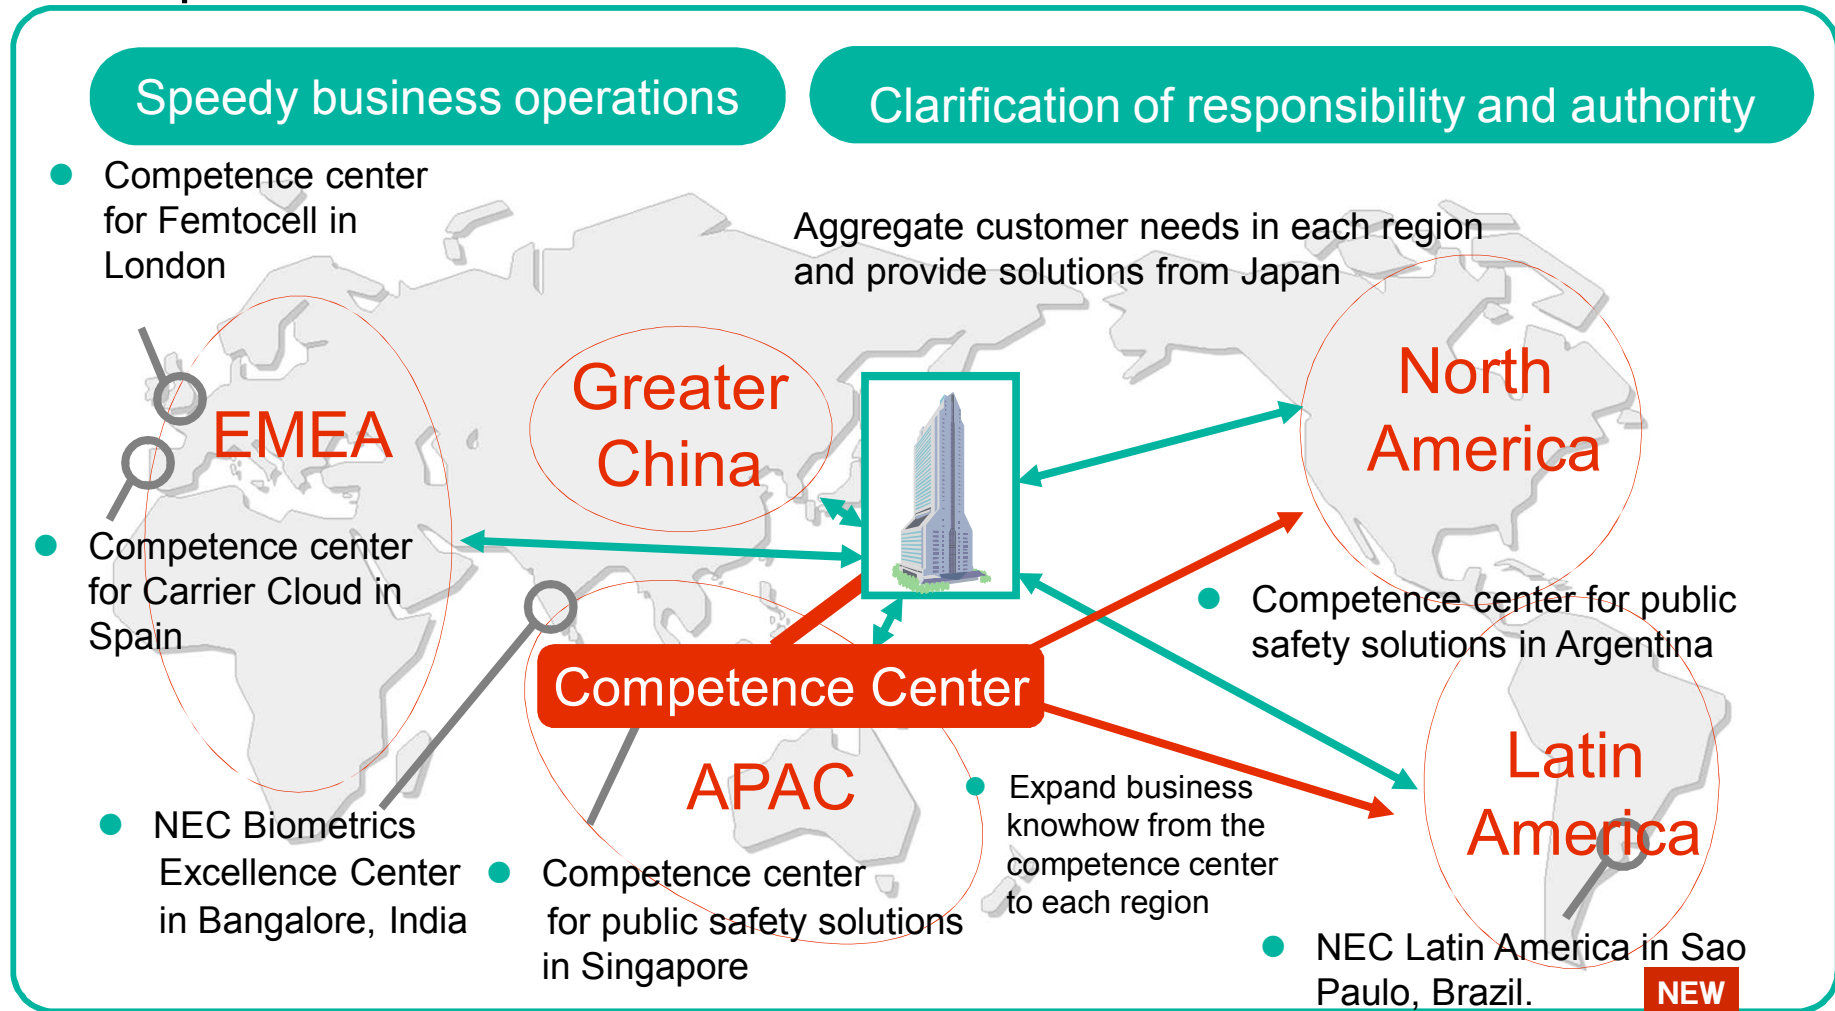 Speedy business operations
Clarification of responsibility and authority
Competence center
for Femtocell in
London
Aggregate customer needs in each region
and provide solutions from Japan
EMEA
Greater
China
North
America
Competence center
for Carrier Cloud in
Spain
Competence center for public
safety solutions in Argentina
Competence Center
APAC
Latin
America
Expand business
knowhow from the
competence center
to each region
NEC Biometrics
Excellence Center
in Bangalore, India
Competence center
for public safety solutions
in Singapore
NEC Latin America in Sao
Paulo, Brazil.
NEW